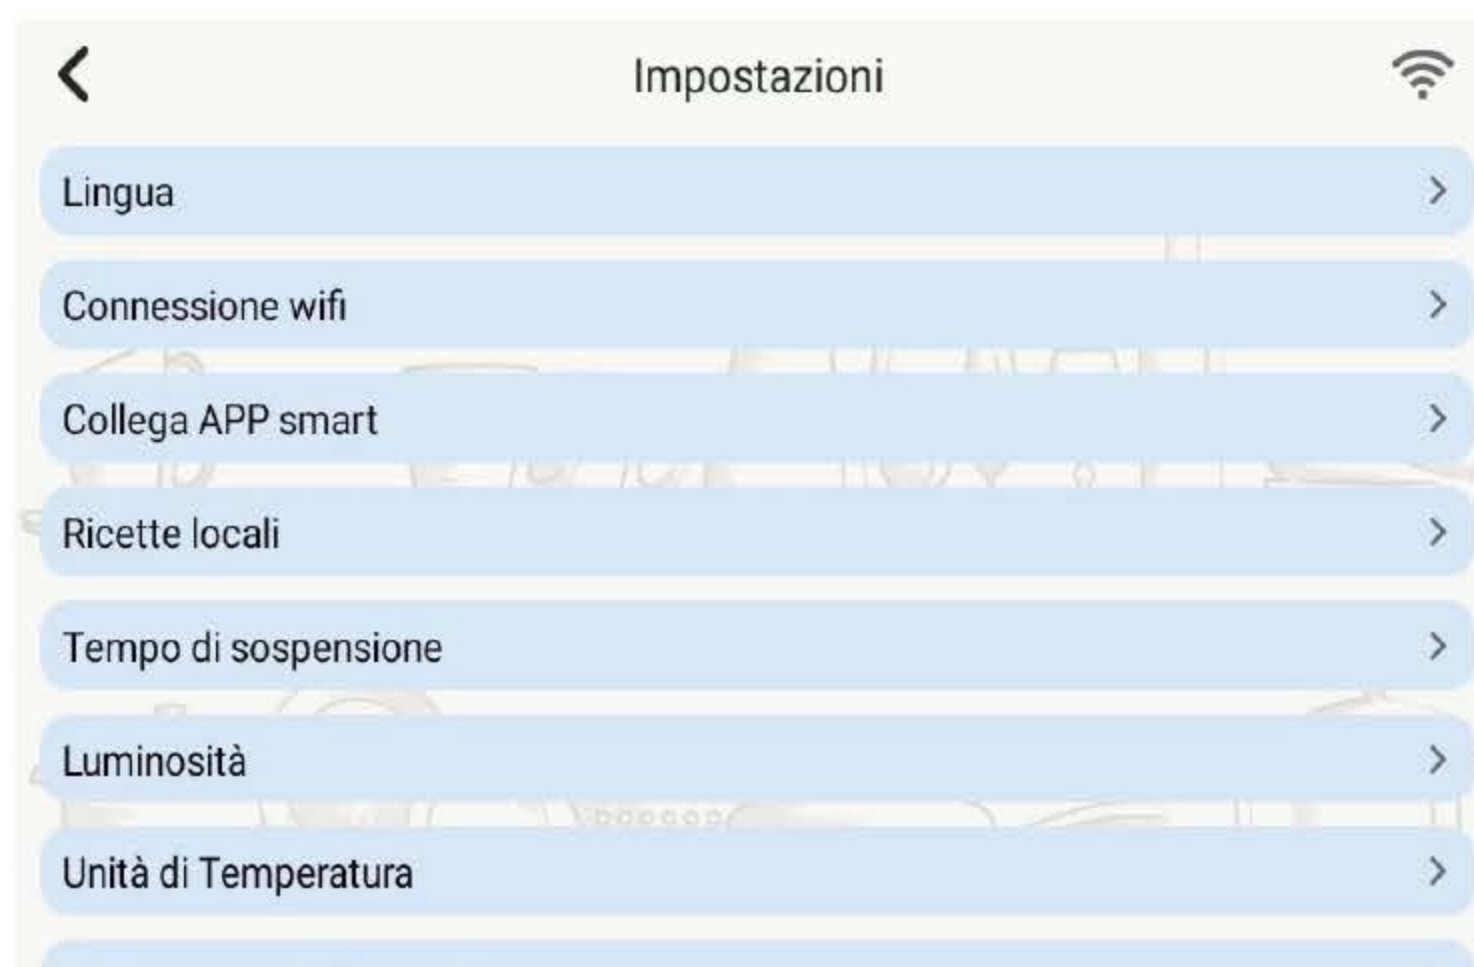 Impostazioni
Lingua
Connessione wifi
Collega APP smart
Ricette locali
Tempo di sospensione
Luminosità
Unità di Temperatura